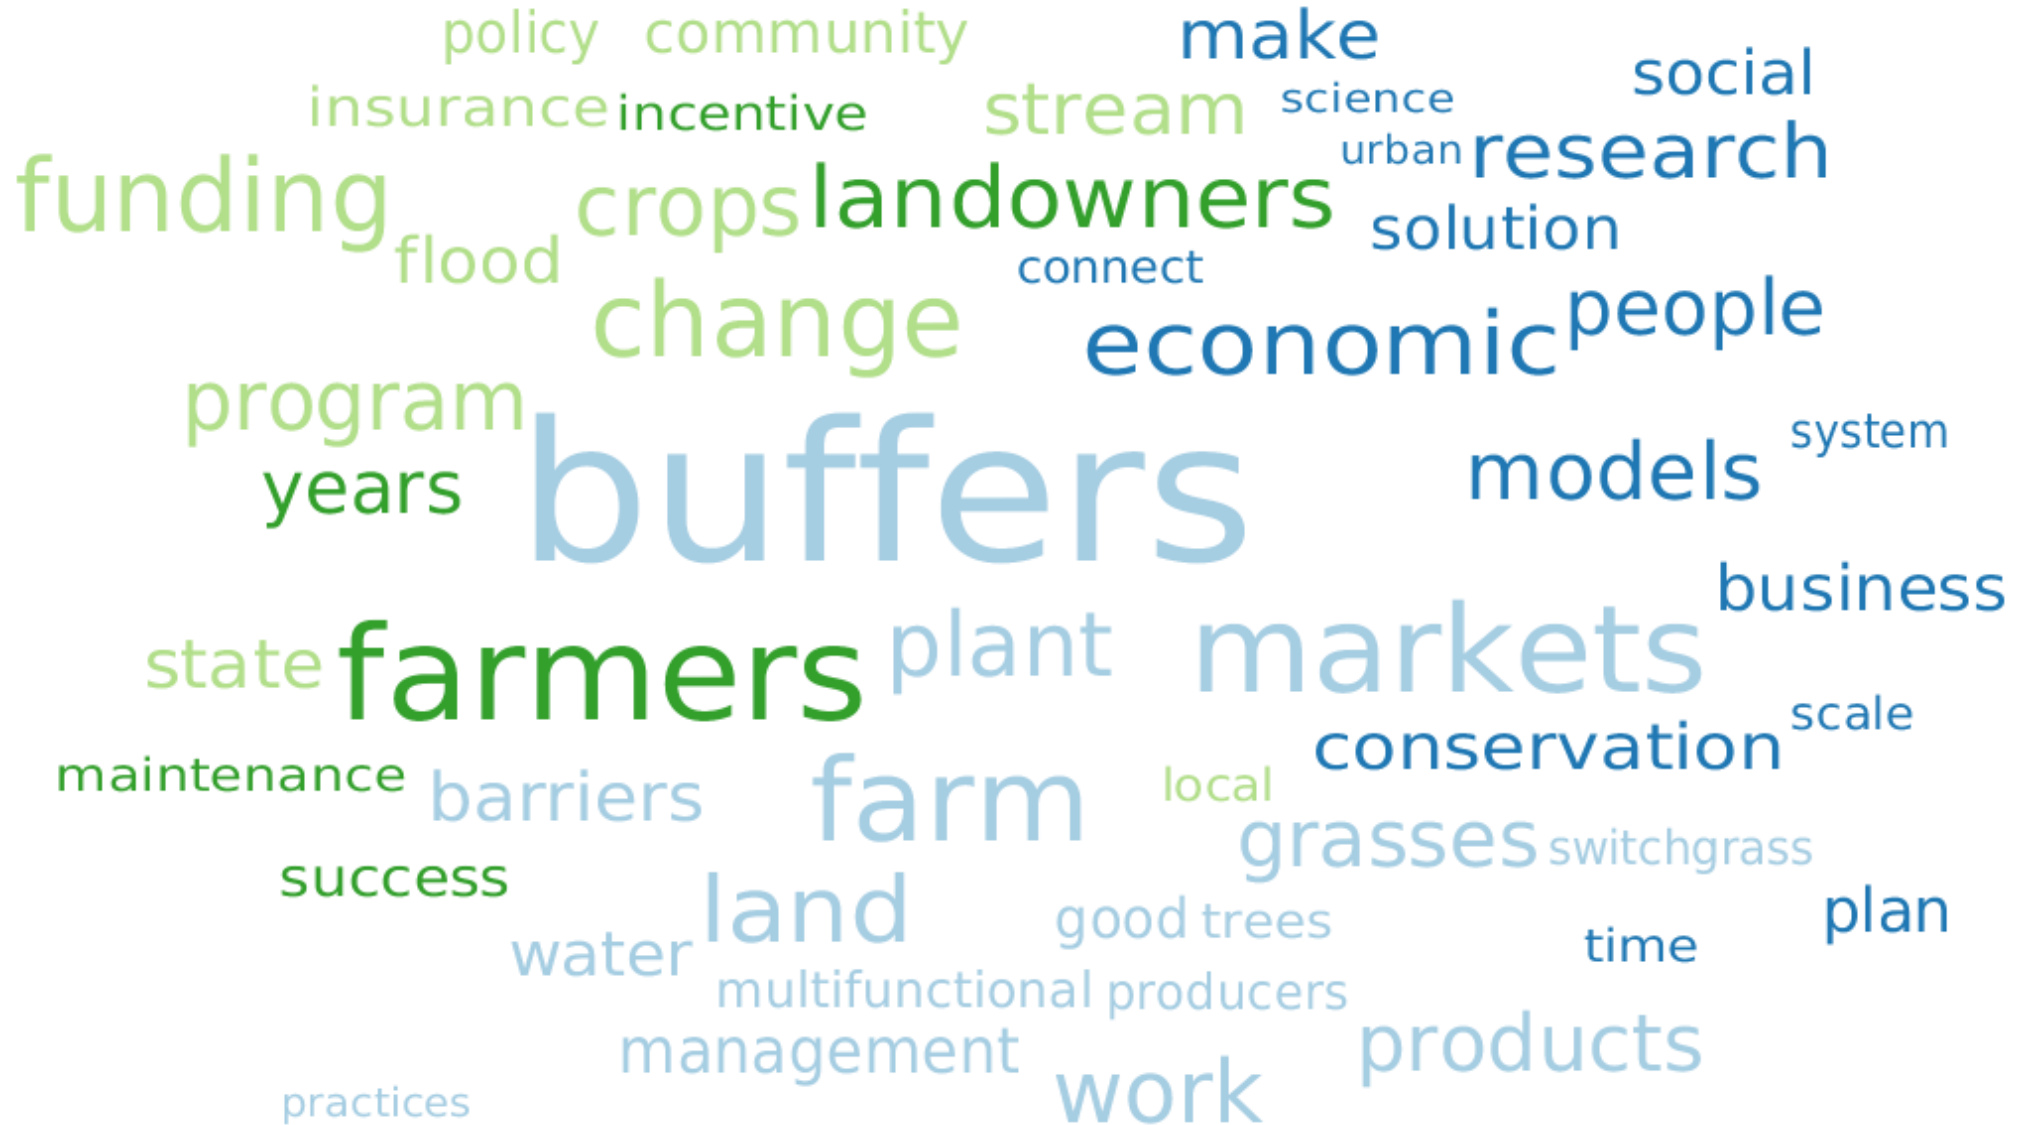 policy community make
social
insurance incentive stream science
urban research
funding crops landowners
solution
flood connect
change economic people
program
buffers models system
years
business
state farmers plant markets
scale
conservation
maintenance barriers farm local
grasses switchgrass
success land
good trees plan
water time
multifunctional producers
management products
work
practices